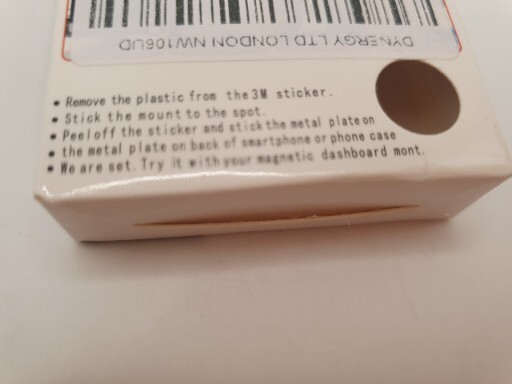 DYNERGY LTD LONDON NW106UD
• Remove the plastic from the 3M sticker.
• Stick the mount to the spot.
• Peel off the sticker and stick the metal plate on
• the metal plate on back of smartphone or phone case
• We are set. Try it with your magnetic dashboard mont.